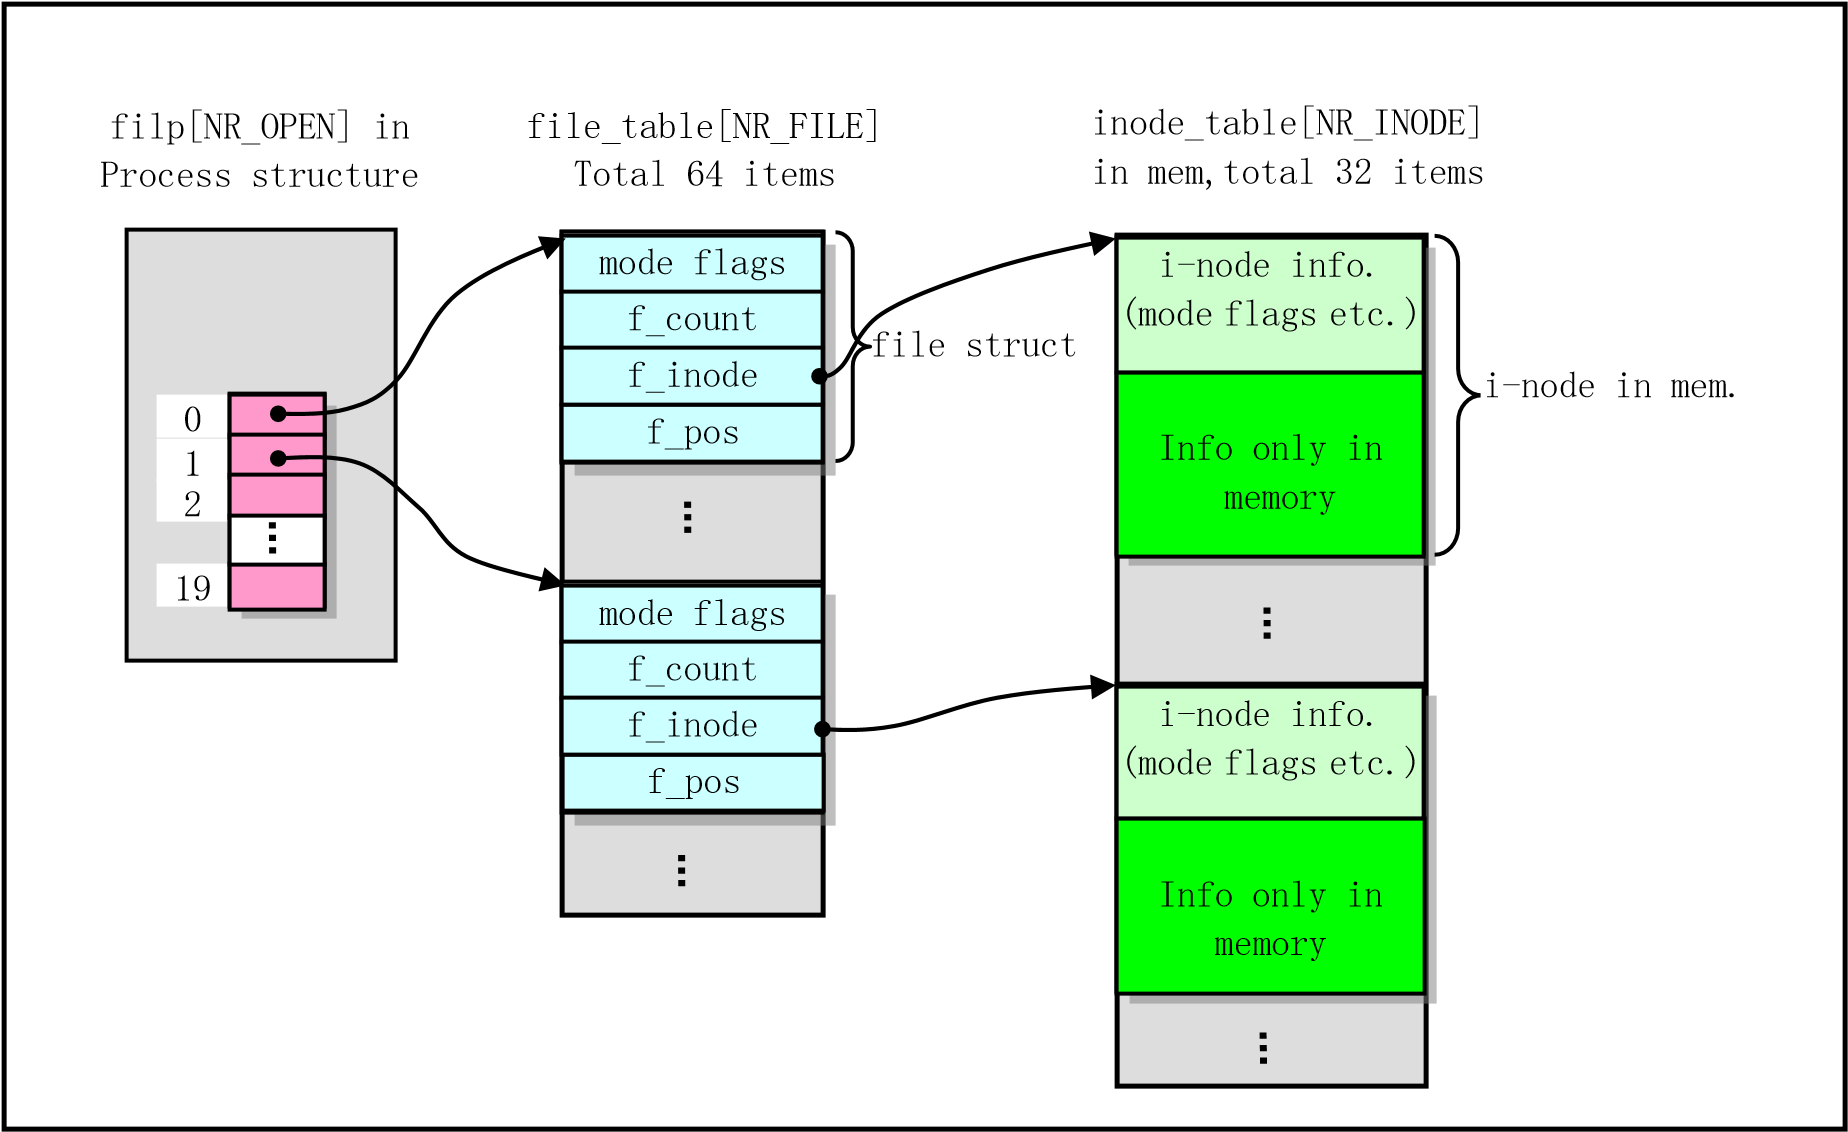 filp[NR_OPEN] in
Process structure
file_table[NR_FILE]
Total 64 items
inode_table[NR_INODE]
in mem,total 32 items
0
1
2
⋮
19
mode flags
f_count
f_inode
f_pos
file struct
⋮
mode flags
f_count
f_inode
f_pos
⋮
i-node info.
(mode flags etc.)
Info only in
memory
i-node in mem.
⋮
i-node info.
(mode flags etc.)
Info only in
memory
⋮